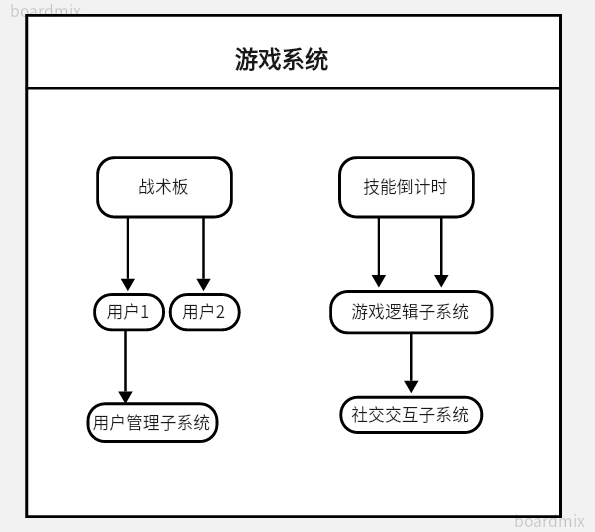 boardmix
游戏系统
战术板
技能倒计时
用户1
用户2
游戏逻辑子系统
用户管理子系统
社交交互子系统
boardmix